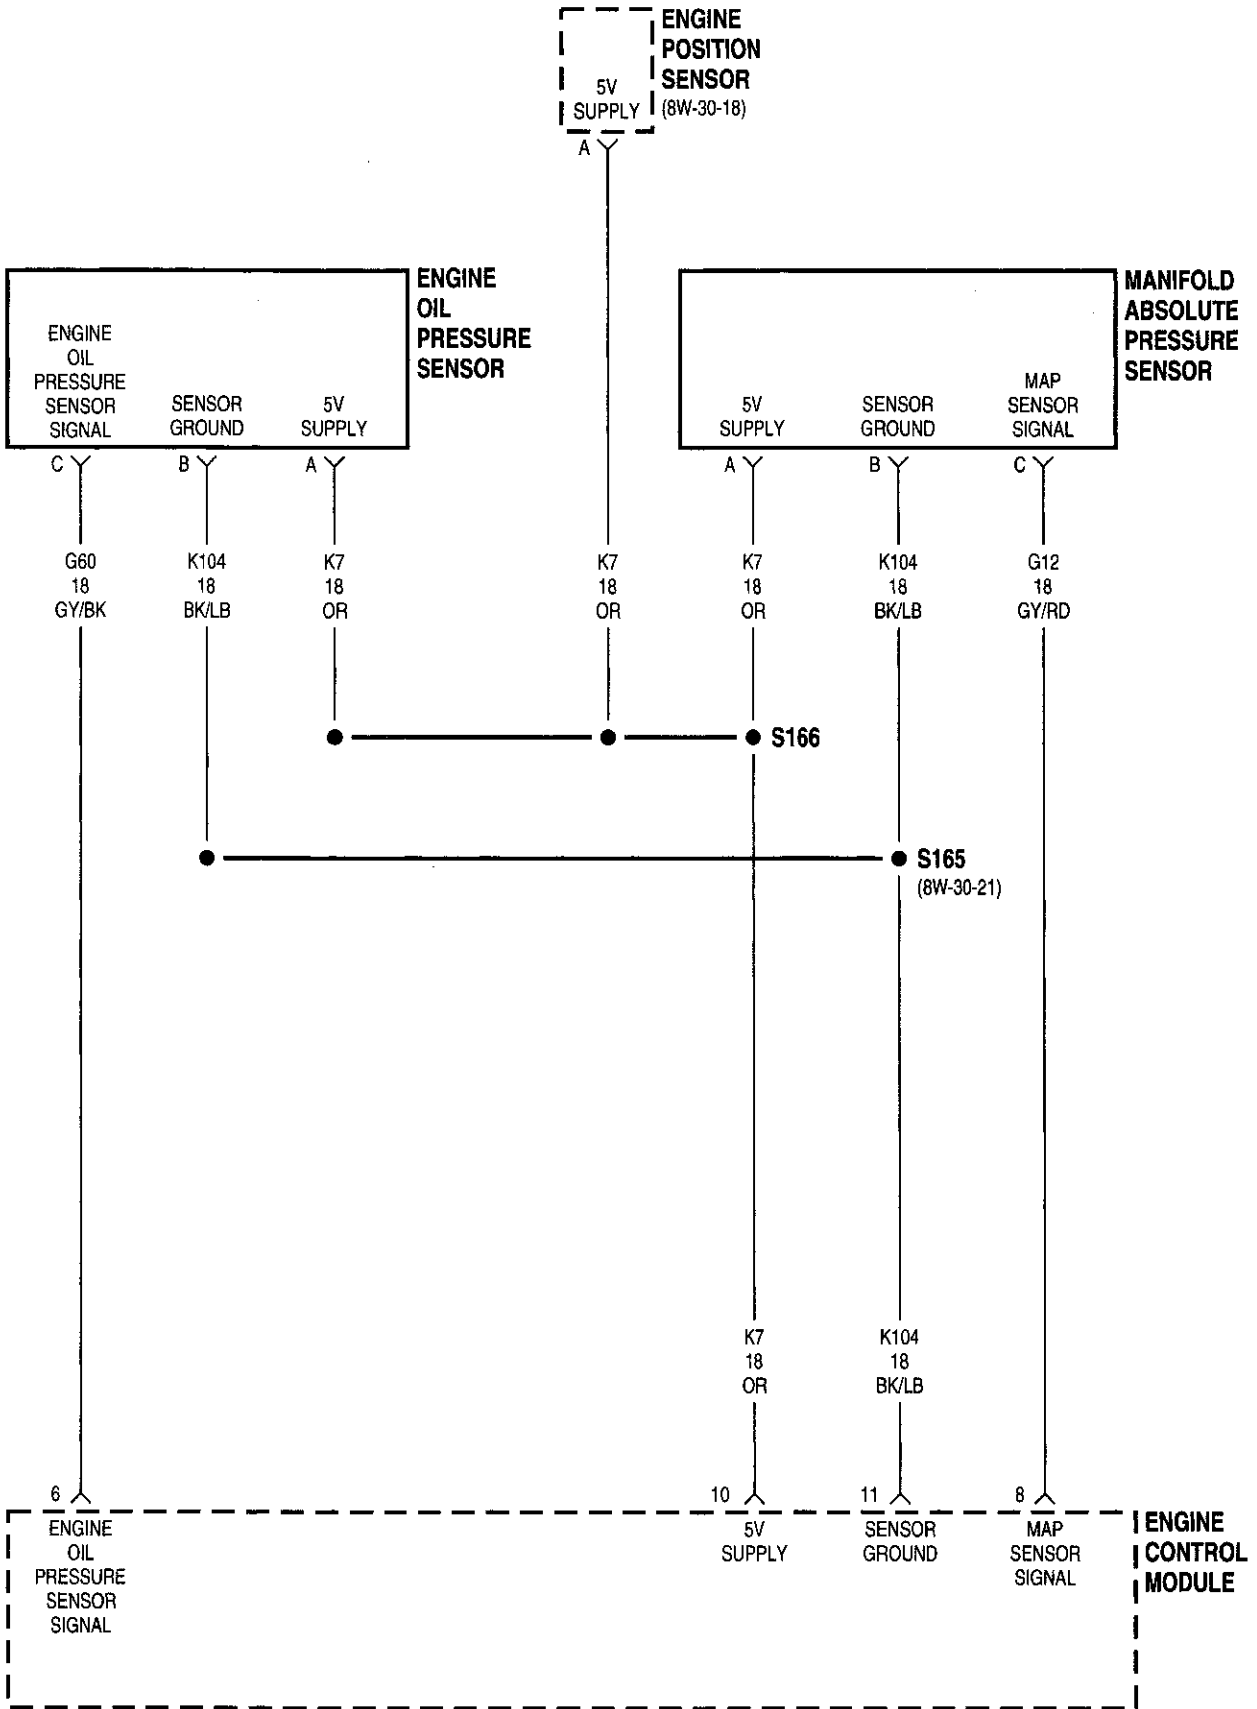 ENGINE
POSITION
SENSOR
(8W-30-18)
5V
SUPPLY
A
ENGINE
OIL
PRESSURE
SENSOR
ENGINE
OIL
PRESSURE
SENSOR
SIGNAL
SENSOR
GROUND
5V
SUPPLY
C
B
A
MANIFOLD
ABSOLUTE
PRESSURE
SENSOR
5V
SUPPLY
SENSOR
GROUND
MAP
SENSOR
SIGNAL
A
B
C
G60
18
GY/BK
K104
18
BK/LB
K7
18
OR
K7
18
OR
K7
18
OR
K104
18
BK/LB
G12
18
GY/RD
S166
S165
(8W-30-21)
K7
18
OR
K104
18
BK/LB
6
10
11
8
ENGINE
OIL
PRESSURE
SENSOR
SIGNAL
5V
SUPPLY
SENSOR
GROUND
MAP
SENSOR
SIGNAL
ENGINE
CONTROL
MODULE